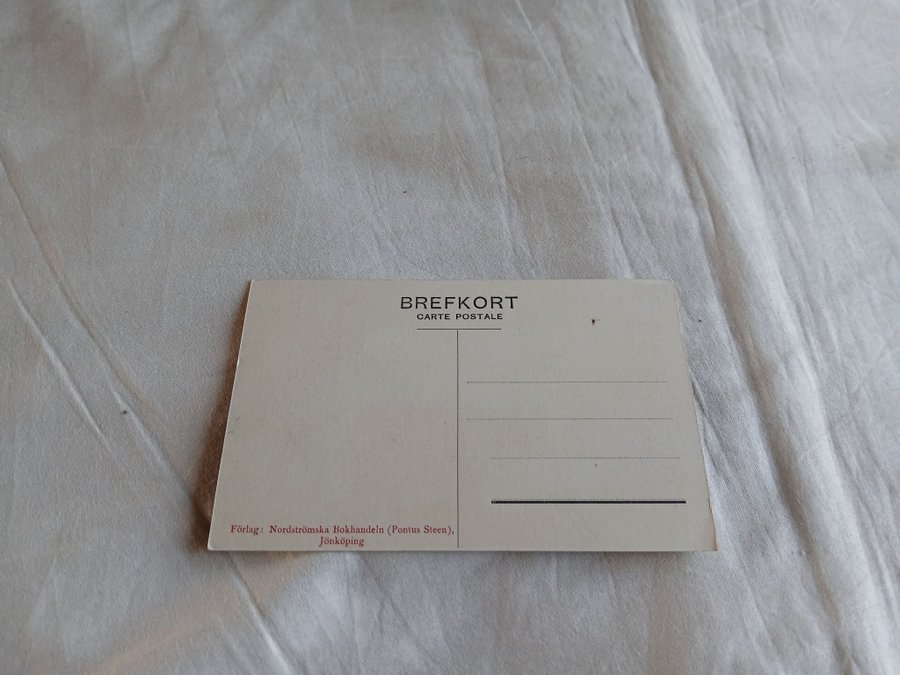 BREFKORT
CARTE POSTALE
Förlag: Nordströmska Bokhandeln (Pontus Steen),
Jönköping